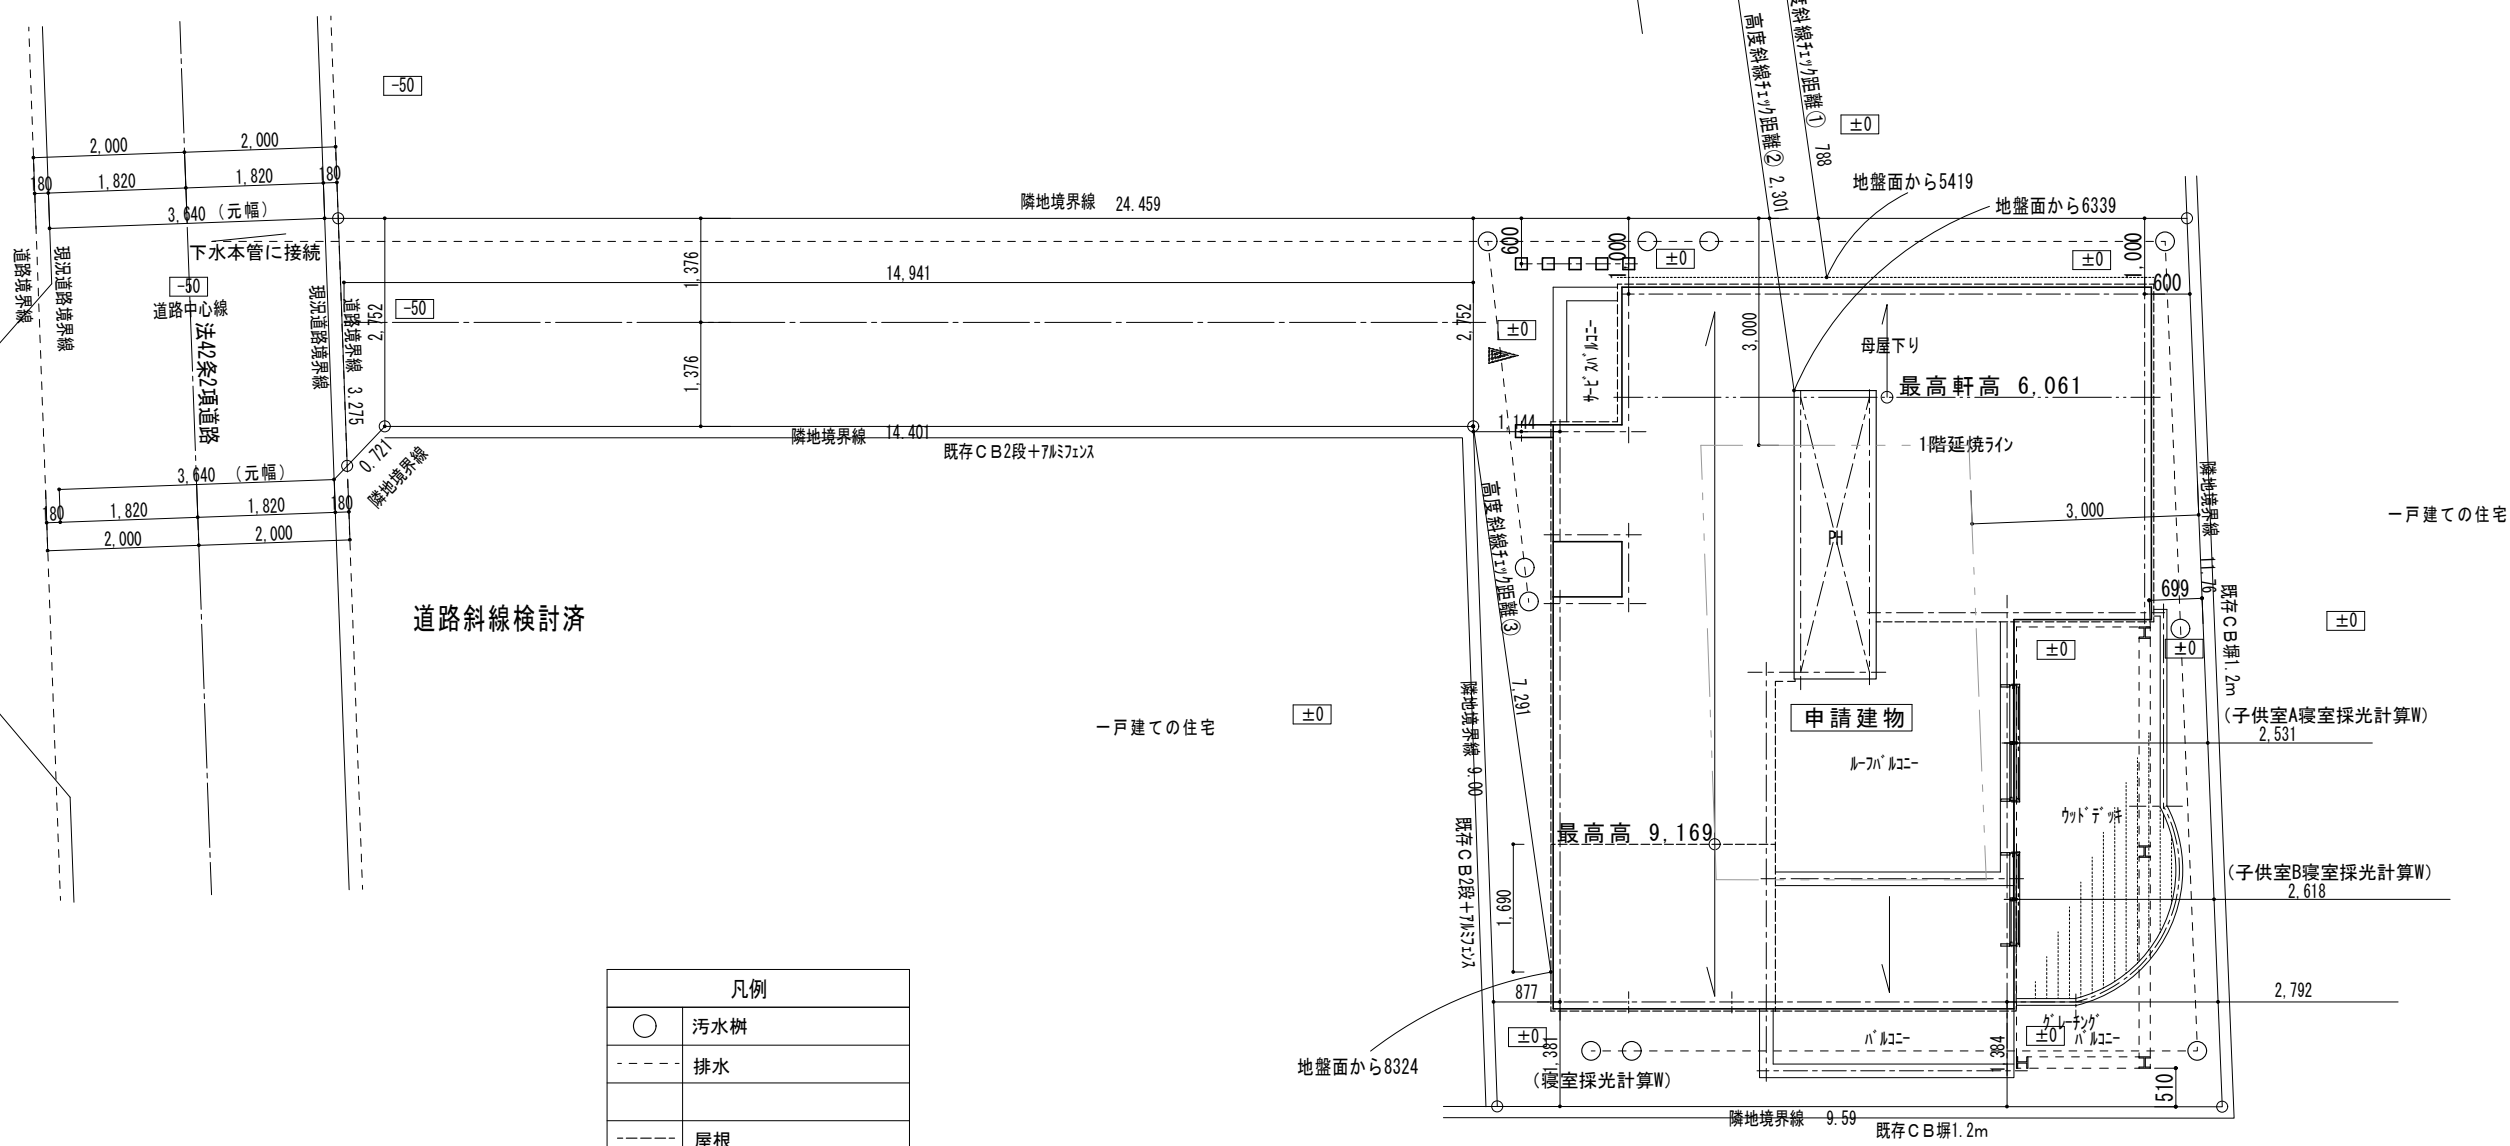 高度斜線ﾁｪｯｸ距離② 2,301
度斜線ﾁｪｯｸ距離① 788
-50
±0
2,000
2,000
180
1,820
1,820
180
3,640 (元幅)
下水本管に接続
隣地境界線 24.459
地盤面から5419
地盤面から6339
道路境界線
現況道路境界線
-50
道路中心線
法42条2項道路
現況道路境界線
道路境界線 3.275
2,752
-50
1,376
14,941
1,376
2,752
600
1,000
±0
±0
1,000
600
±0
ｻｰﾋﾞｽﾊﾞﾙｺﾆｰ
3,000
母屋下り
最高軒高 6,061
1階延焼ライン
1,144
隣地境界線 14.401
既存CB2段+ｱﾙﾐﾌｪﾝｽ
0.721
隣地境界線
3,640 (元幅)
180
1,820
1,820
180
2,000
2,000
高度斜線ﾁｪｯｸ距離③
7,291
PH
3,000
隣地境界線 11.76
一戸建ての住宅
699
既存CB塀1.2m
±0
±0
±0
道路斜線検討済
一戸建ての住宅
±0
隣地境界線 9.00
既存CB2段+ｱﾙﾐﾌｪﾝｽ
申請建物
ﾙｰﾌﾊﾞﾙｺﾆｰ
(子供室A寝室採光計算W)
2,531
ｳｯﾄﾞﾃﾞｯｷ
最高高 9,169
1,690
(子供室B寝室採光計算W)
2,618
877
2,792
±0
1,381
(寝室採光計算W)
地盤面から8324
ﾊﾞﾙｺﾆｰ
1,384
ｸﾞﾚｰﾁﾝｸﾞ
±0
ﾊﾞﾙｺﾆｰ
510
隣地境界線 9.59
既存CB塀1.2m
凡例
汚水桝
排水
屋根